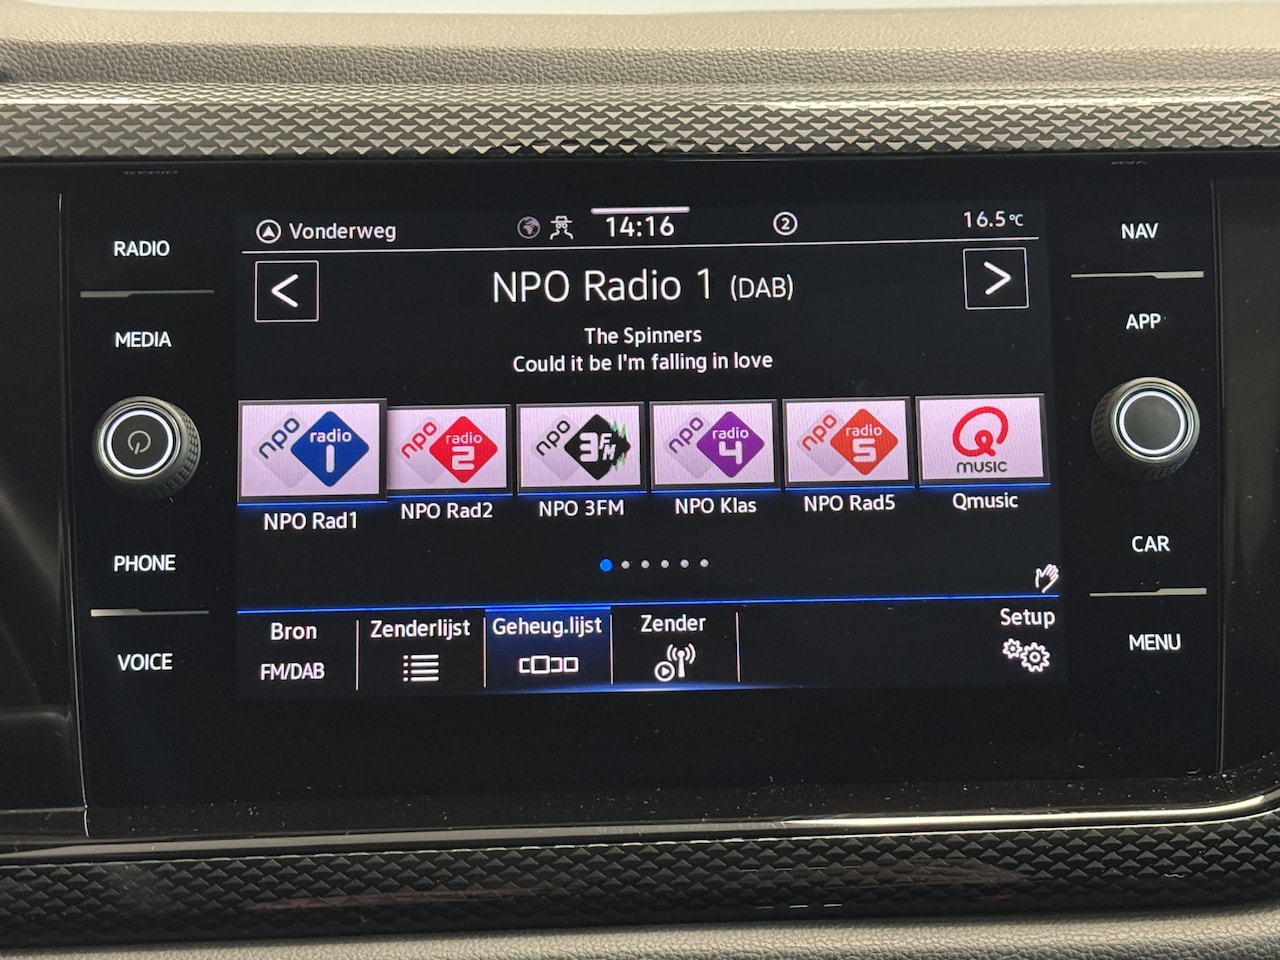 Vonderweg 14:16 2 16.5°C
< NPO Radio 1 (DAB) >
The Spinners
Could it be I'm falling in love
npo radio 1
npo radio 2
npo 3FM
npo radio 4
npo radio 5
Q MUSIC
NPO Rad1 NPO Rad2 NPO 3FM NPO Klas NPO Rad5 Qmusic
Bron Zenderlijst Geheug.lijst Zender Setup
FM/DAB
RADIO
MEDIA
PHONE
VOICE
NAV
APP
CAR
MENU